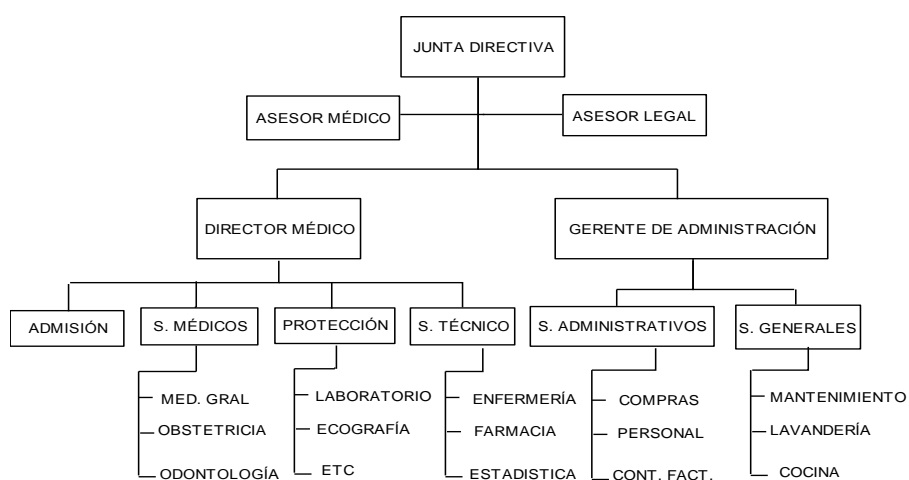 JUNTA DIRECTIVA
ASESOR MÉDICO
ASESOR LEGAL
DIRECTOR MÉDICO
GERENTE DE ADMINISTRACIÓN
ADMISIÓN
S. MÉDICOS
PROTECCIÓN
S. TÉCNICO
S. ADMINISTRATIVOS
S. GENERALES
MED. GRAL
OBSTETRICIA
ODONTOLOGÍA
LABORATORIO
ECOGRAFÍA
ETC
ENFERMERÍA
FARMACIA
ESTADISTICA
COMPRAS
PERSONAL
CONT. FACT.
MANTENIMIENTO
LAVANDERÍA
COCINA